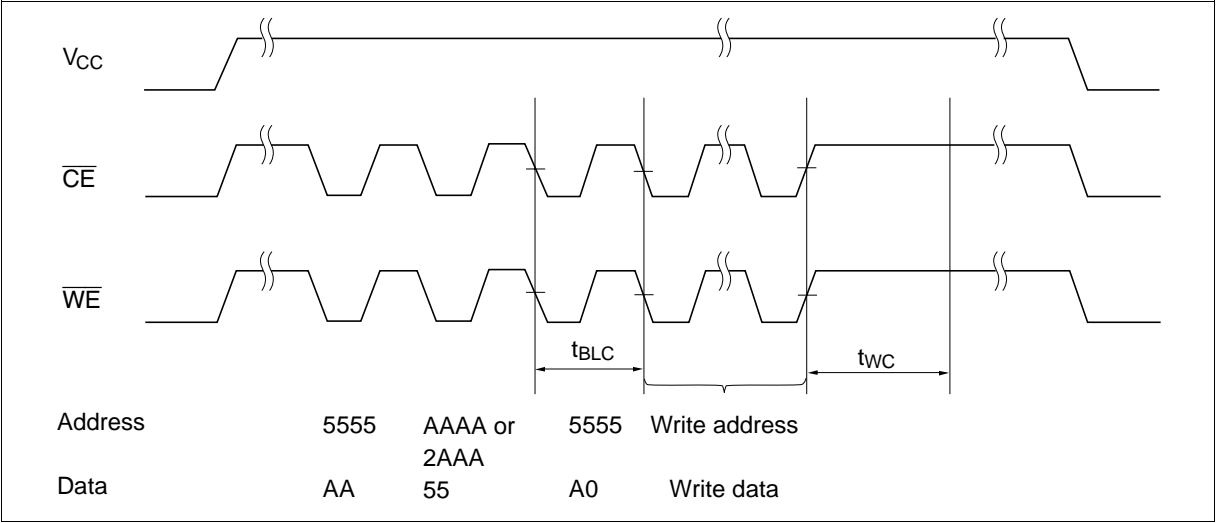 VCC
CE
WE
tBLC
tWC
Address 5555 AAAA or 5555 Write address
2AAA
Data AA 55 A0 Write data